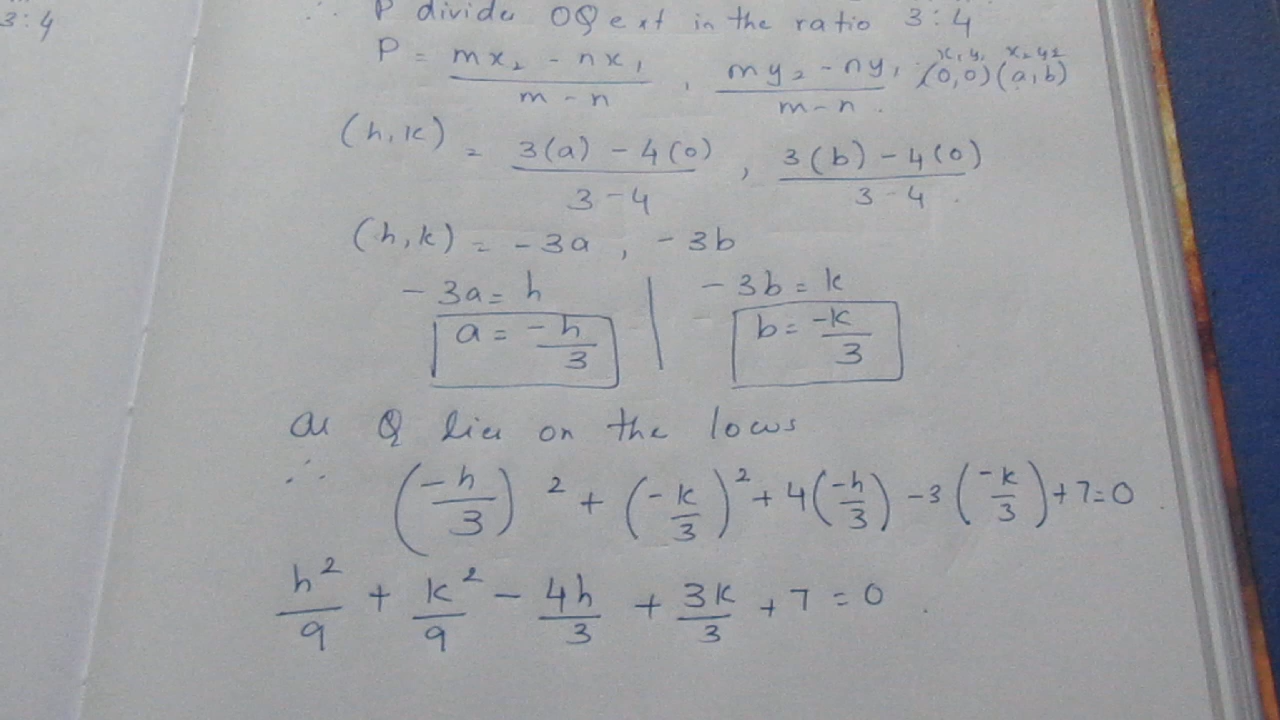 3:4
∴ P divides OQ ext in the ratio 3:4
P = mx₂ - nx₁ / m - n , my₂ - ny₁ / m - n . x₁ y₁ x₂ y₂ (0,0)(a,b)
(h,k) = 3(a) - 4(0) / 3 - 4 , 3(b) - 4(0) / 3 - 4 .
(h,k) = -3a , -3b
-3a = h | -3b = k
a = -h/3 | b = -k/3
as Q lies on the locus
∴ (-h/3)² + (-k/3)² + 4(-h/3) - 3(-k/3) + 7 = 0
h²/9 + k²/9 - 4h/3 + 3k/3 + 7 = 0 .